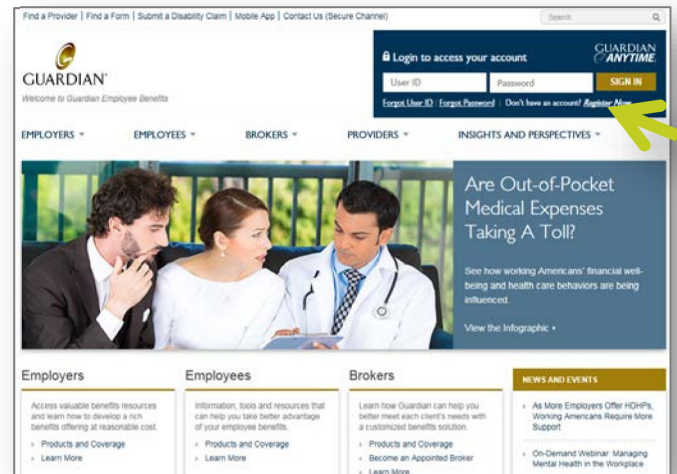 Find a Provider | Find a Form | Submit a Disability Claim | Mobile App | Contact Us (Secure Channel)
Search
GUARDIAN®
Welcome to Guardian Employee Benefits
Login to access your account
GUARDIAN
ANYTIME.
User ID
Password
SIGN IN
Forgot User ID | Forgot Password | Don't have an account? Register Now
EMPLOYERS
EMPLOYEES
BROKERS
PROVIDERS
INSIGHTS AND PERSPECTIVES
Are Out-of-Pocket
Medical Expenses
Taking A Toll?
See how working Americans' financial well-
being and health care behaviors are being
influenced.
View the Infographic
Employers
Access valuable benefits resources
and learn how to develop a rich
benefits offering at reasonable cost.
Products and Coverage
Learn More
Employees
Information, tools and resources that
can help you take better advantage
of your employee benefits.
Products and Coverage
Learn More
Brokers
Learn how Guardian can help you
better meet each client's needs with
a customized benefits solution.
Products and Coverage
Become an Appointed Broker
Learn More
NEWS AND EVENTS
As More Employers Offer HDHPs,
Working Americans Require More
Support
On-Demand Webinar: Managing
Mental Health in the Workplace